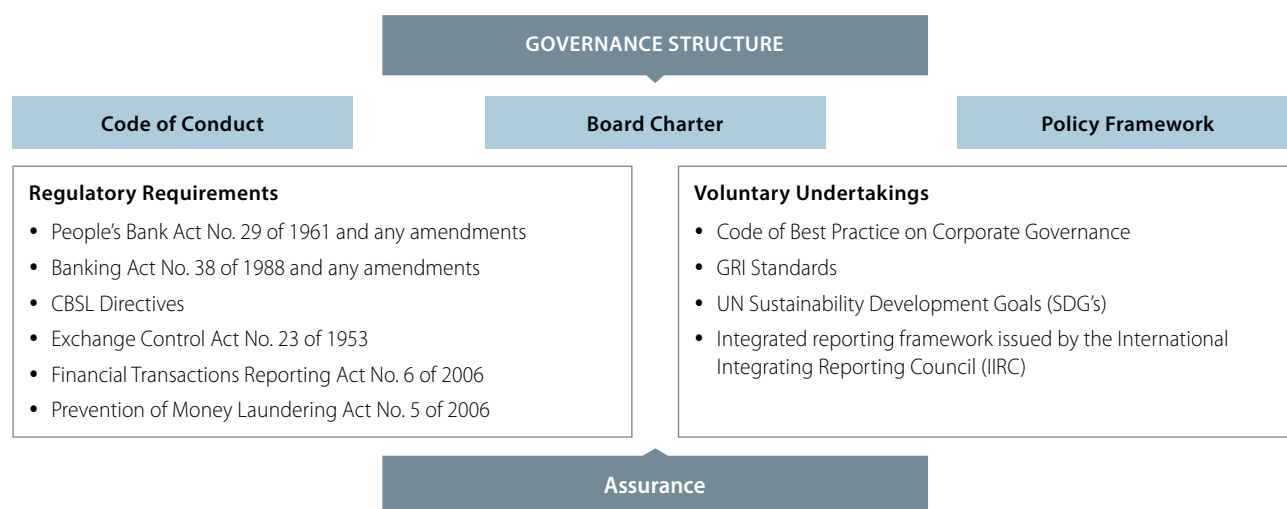 GOVERNANCE STRUCTURE
Code of Conduct
Board Charter
Policy Framework
Regulatory Requirements
• People’s Bank Act No. 29 of 1961 and any amendments
• Banking Act No. 38 of 1988 and any amendments
• CBSL Directives
• Exchange Control Act No. 23 of 1953
• Financial Transactions Reporting Act No. 6 of 2006
• Prevention of Money Laundering Act No. 5 of 2006
Voluntary Undertakings
• Code of Best Practice on Corporate Governance
• GRI Standards
• UN Sustainability Development Goals (SDG’s)
• Integrated reporting framework issued by the International
Integrating Reporting Council (IIRC)
Assurance